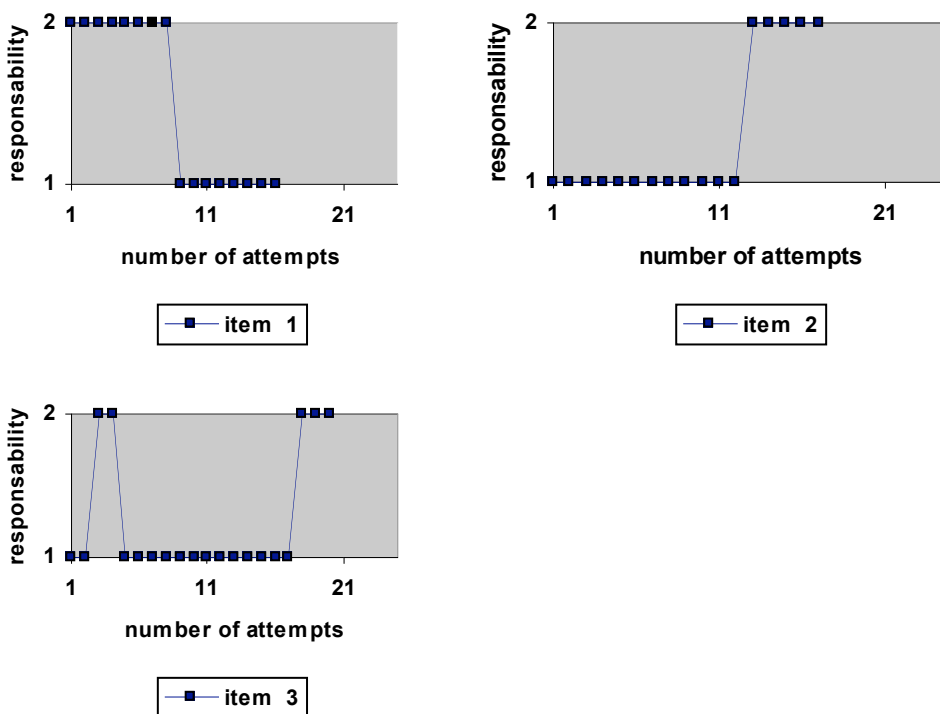 2
responsability
1
1 11 21
number of attempts
item 1
2
responsability
1
1 11 21
number of attempts
item 2
2
responsability
1
1 11 21
number of attempts
item 3